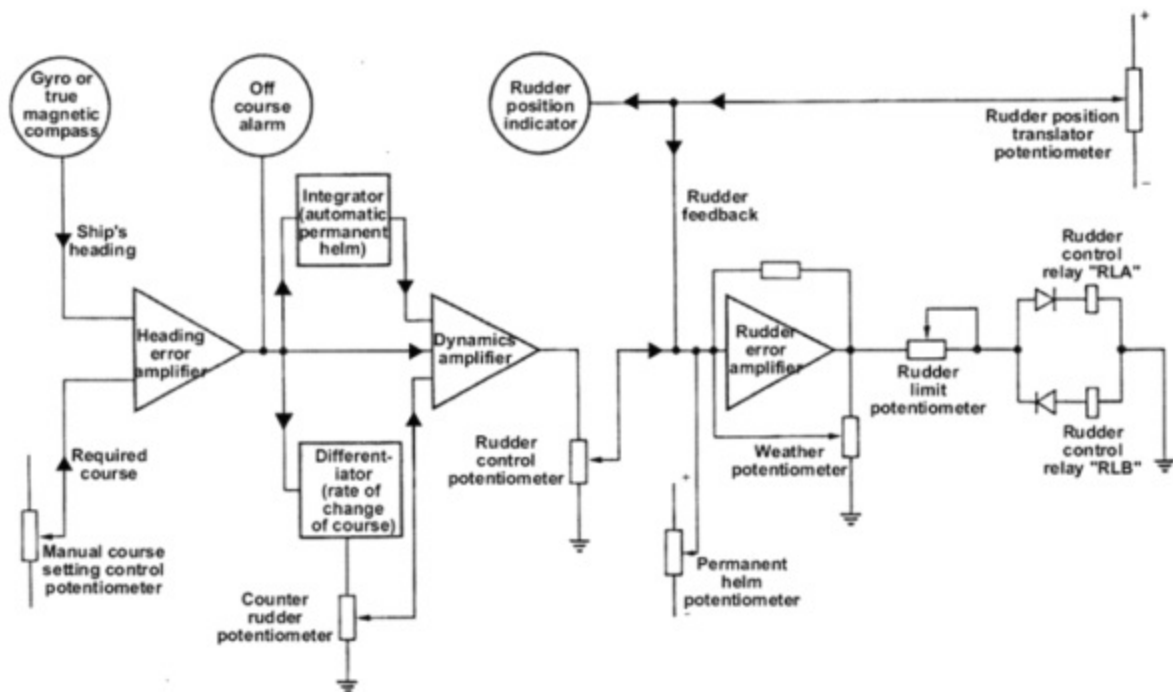 Gyro or
true
magnetic
compass
Off
course
alarm
Rudder
position
indicator
+
Rudder position
translator
potentiometer
-
Ship's
heading
Integrator
(automatic
permanent
helm)
Rudder
feedback
Rudder
control
relay "RLA"
Heading
error
amplifier
Dynamics
amplifier
Rudder error
amplifier
Rudder
limit
potentiometer
Required
course
Different-
iator
(rate of
change
of course)
Rudder
control
potentiometer
Weather
potentiometer
Rudder
control
relay "RLB"
Manual course
setting control
potentiometer
Counter
rudder
potentiometer
+
Permanent
helm
potentiometer
-